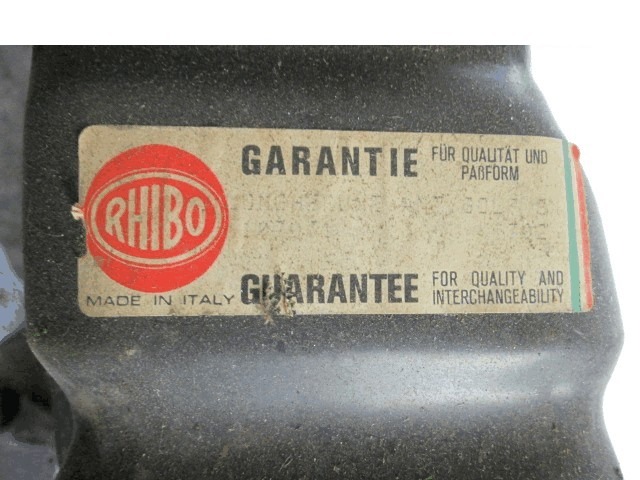 RHIBO
MADE IN ITALY
GARANTIE
FÜR QUALITÄT UND
PAßFORM
GUARANTEE
FOR QUALITY AND
INTERCHANGEABILITY